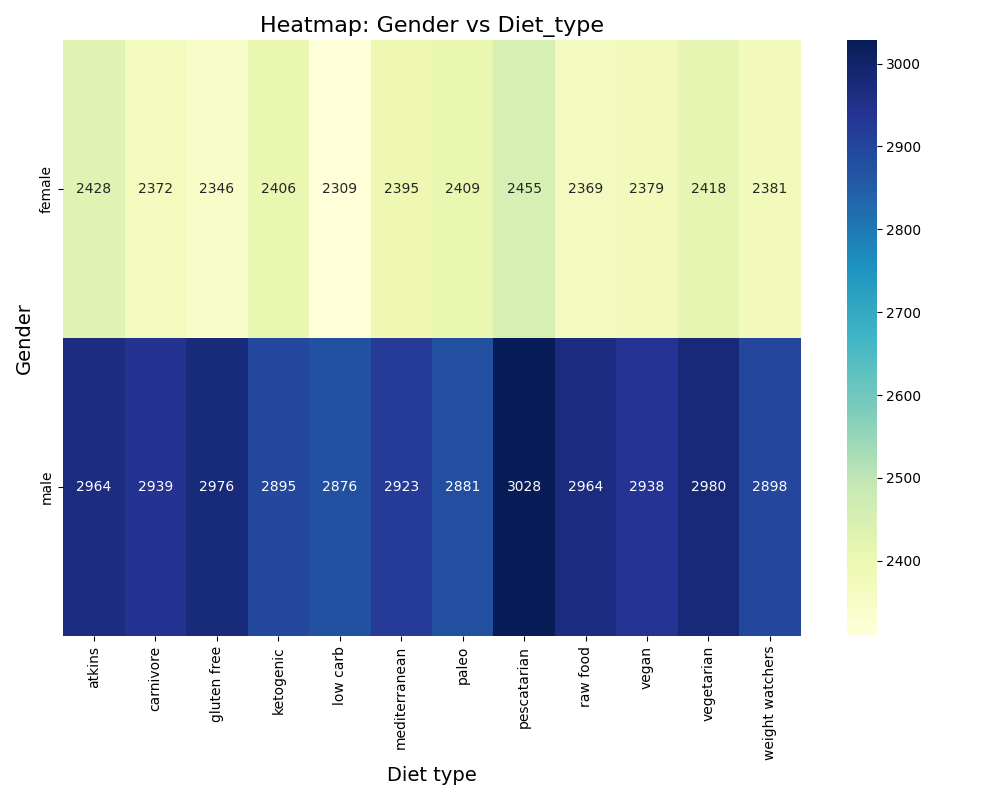 Heatmap: Gender vs Diet_type
Gender
female
2428 2372 2346 2406 2309 2395 2409 2455 2369 2379 2418 2381
male
2964 2939 2976 2895 2876 2923 2881 3028 2964 2938 2980 2898
atkins
carnivore
gluten free
ketogenic
low carb
mediterranean
paleo
pescatarian
raw food
vegan
vegetarian
weight watchers
Diet type
3000
2900
2800
2700
2600
2500
2400